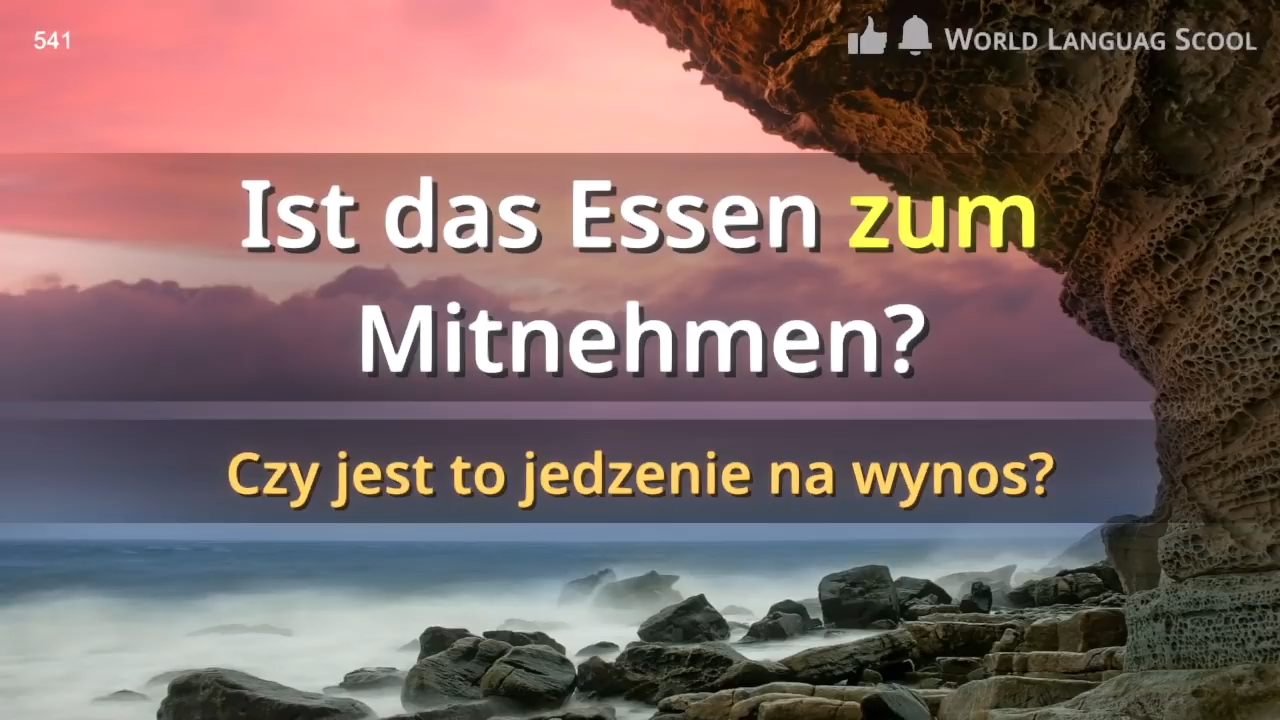 541
World Languag Scool
Ist das Essen zum
Mitnehmen?
Czy jest to jedzenie na wynos?